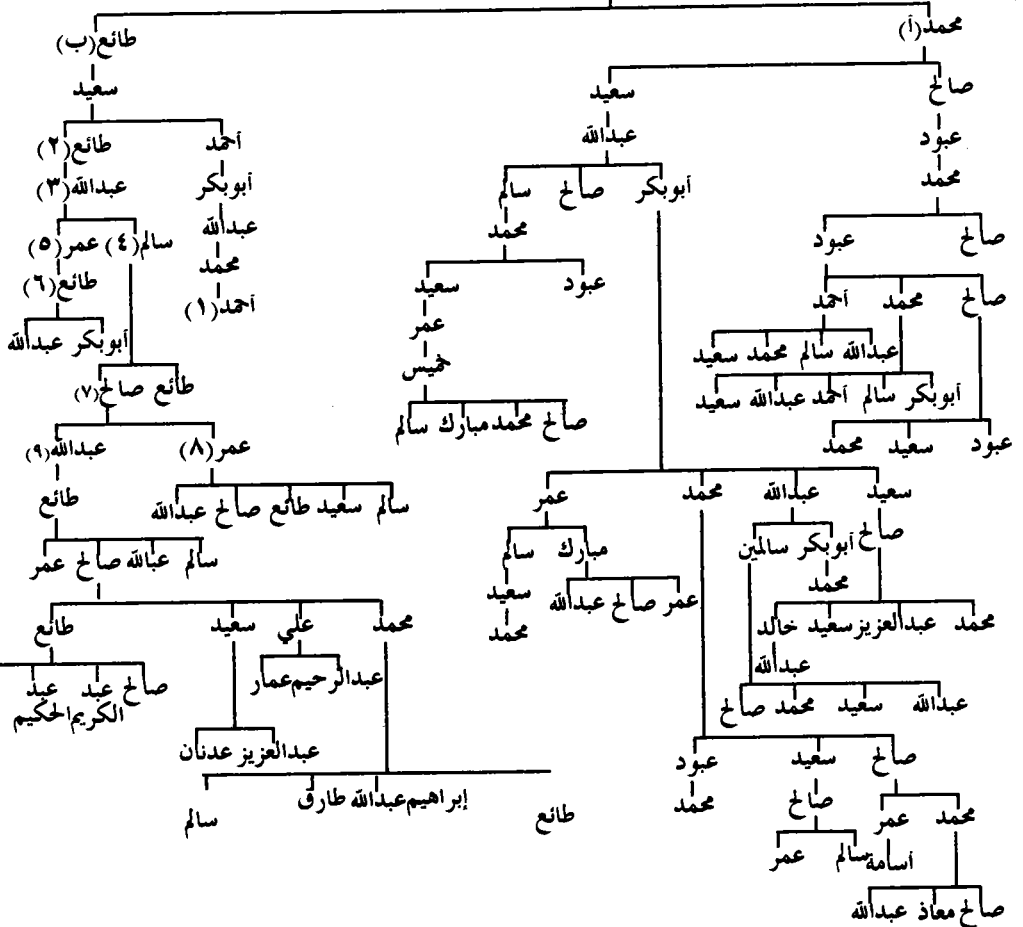 محمد(أ) طائع(ب)
صالح سعيد سعيد
عبود عبدالله أحمد طائع(٢)
محمد أبوبكر صالح سالم أبوبكر عبدالله(٣)
صالح عبود محمد عبدالله سالم(٤) عمر(٥)
صالح محمد أحمد عبود سعيد محمد طائع(٦)
عبدالله سالم محمد سعيد عمر أحمد(١) أبوبكر عبدالله
أبوبكر سالم أحمد عبدالله سعيد خميس طائع صالح(٧)
عبود سعيد محمد صالح محمد مبارك سالم عمر(٨) عبدالله(٩)
سعيد عبدالله محمد عمر سالم سعيد طائع صالح عبدالله طائع
صالح أبوبكر سالمين مبارك سالم سالم عبالله صالح عمر
محمد عمر صالح عبدالله سعيد
محمد عبدالعزيز سعيد خالد محمد محمد علي سعيد طائع
عبدالله عبدالرحيم عمار صالح عبد الكريم عبد الحكيم
عبدالله سعيد محمد صالح
صالح سعيد عبود عبدالعزيز عدنان
محمد عمر صالح محمد طائع إبراهيم عبدالله طارق سالم
أسامة سالم عمر
صالح معاذ عبدالله